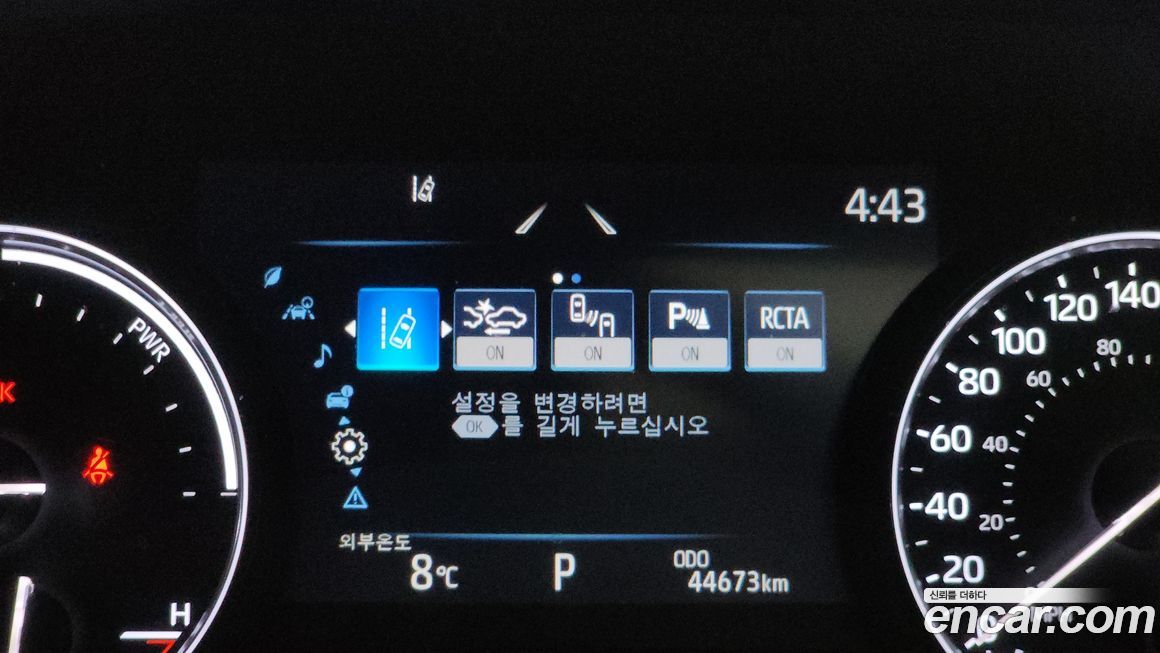 4:43
PWR
ON
ON
ON
RCTA
ON
설정을 변경하려면
OK 를 길게 누르십시오
외부온도
8℃
P
ODO
44673km
H
K
140
120
100
80
60
40
20
80
60
40
20
신뢰를 더하다
encar.com